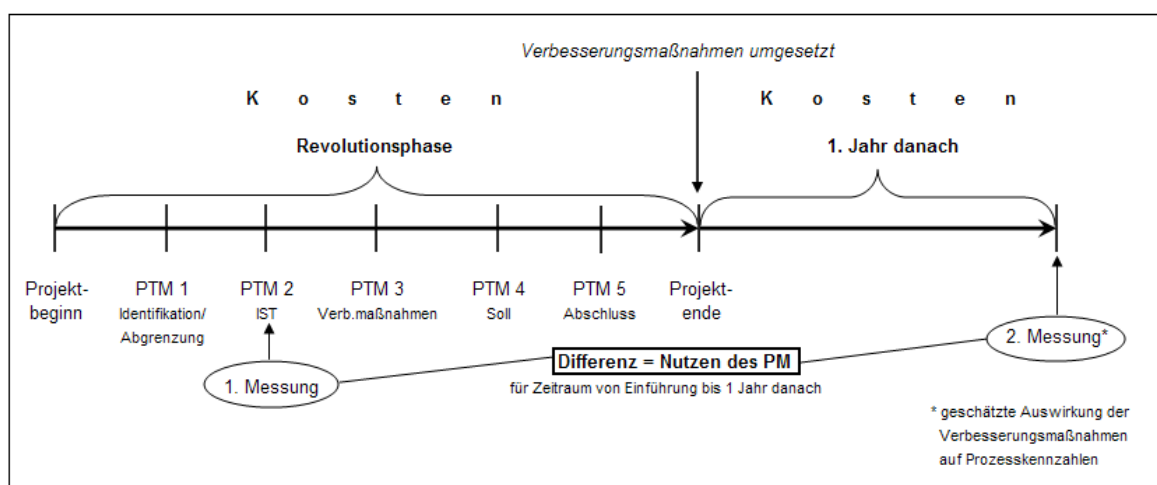 Verbesserungsmaßnahmen umgesetzt
K o s t e n
K o s t e n
Revolutionsphase
1. Jahr danach
Projekt-
beginn
PTM 1
Identifikation/
Abgrenzung
PTM 2
IST
PTM 3
Verb.maßnahmen
PTM 4
Soll
PTM 5
Abschluss
Projekt-
ende
1. Messung
Differenz = Nutzen des PM
für Zeitraum von Einführung bis 1 Jahr danach
2. Messung*
* geschätzte Auswirkung der
Verbesserungsmaßnahmen
auf Prozesskennzahlen